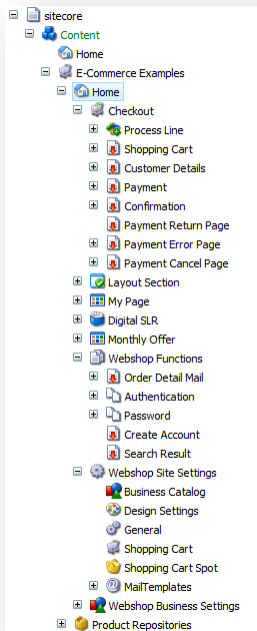 sitecore
Content
Home
E-Commerce Examples
Home
Checkout
Process Line
Shopping Cart
Customer Details
Payment
Confirmation
Payment Return Page
Payment Error Page
Payment Cancel Page
Layout Section
My Page
Digital SLR
Monthly Offer
Webshop Functions
Order Detail Mail
Authentication
Password
Create Account
Search Result
Webshop Site Settings
Business Catalog
Design Settings
General
Shopping Cart
Shopping Cart Spot
MailTemplates
Webshop Business Settings
Product Repositories